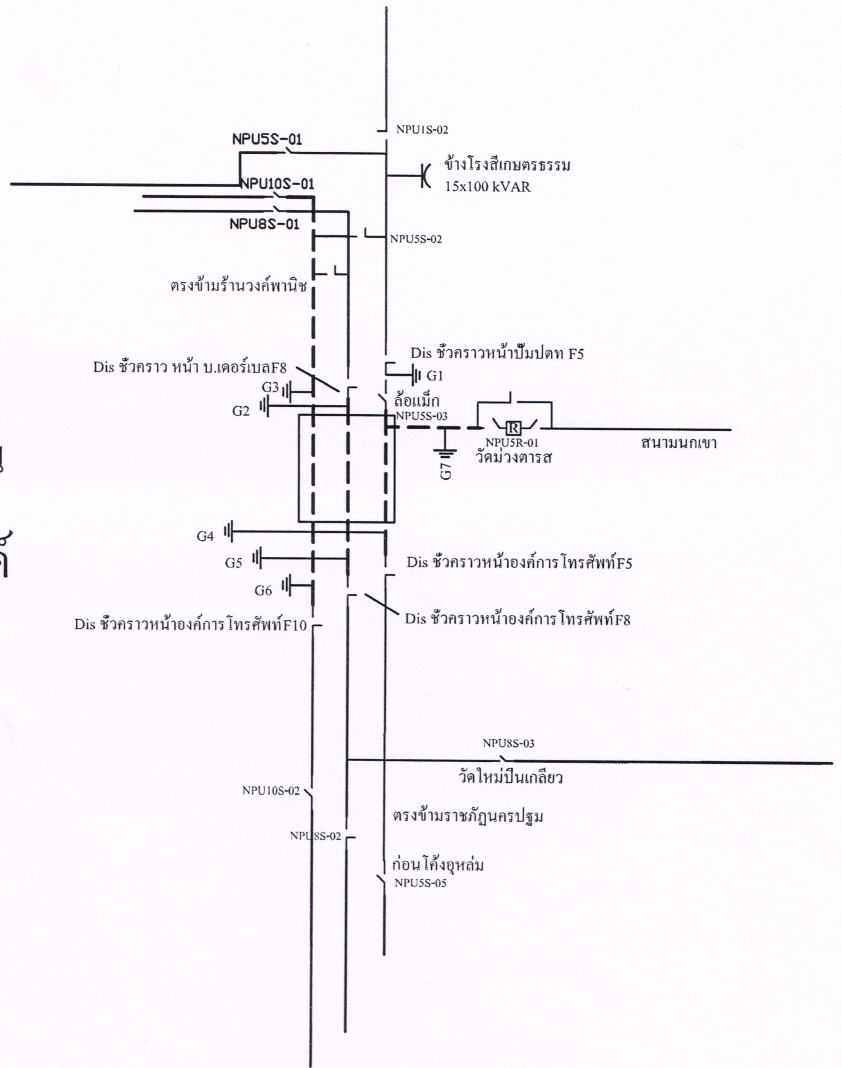 NPU1S-02
NPU5S-01
ข้างโรงสีเกษตรธรรม
15x100 kVAR
NPU10S-01
NPU8S-01
NPU5S-02
ตรงข้ามร้านวงค์พานิช
Dis ชั่วคราวหน้าปั๊มปตท F5
Dis ชั่วคราว หน้า บ.เดอร์เบลF8
G1
G3
G2
ล้อแม็ก
NPU5S-03
R
NPU5R-01
วัดม่วงตารส
สนามนกเขา
G7
G4
G5
Dis ชั่วคราวหน้าองค์การโทรศัพท์F5
G6
Dis ชั่วคราวหน้าองค์การโทรศัพท์F8
Dis ชั่วคราวหน้าองค์การโทรศัพท์F10
NPU8S-03
วัดใหม่ปิ่นเกลียว
NPU10S-02
ตรงข้ามราชภัฏนครปฐม
NPU8S-02
ก่อนโค้งอุหล่ม
NPU5S-05